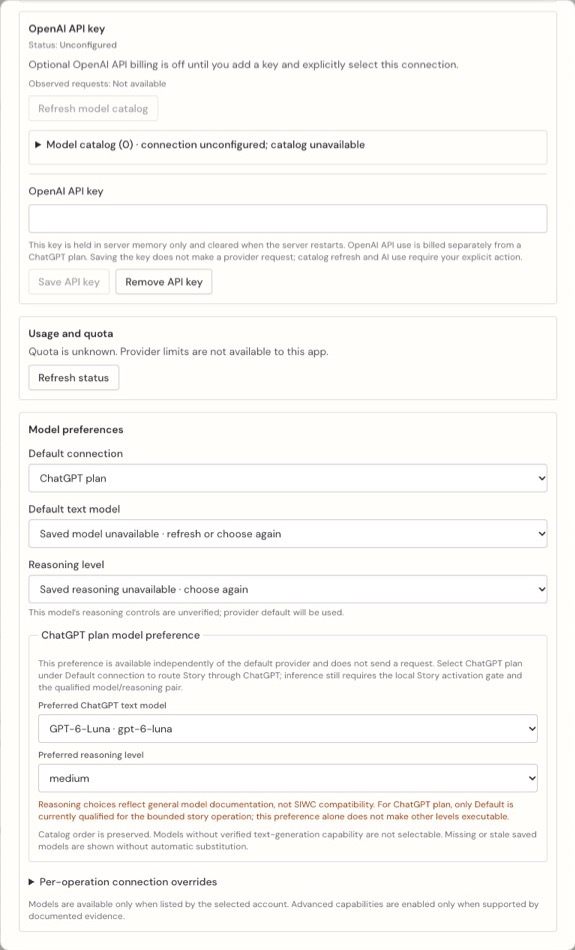 OpenAI API key
Status: Unconfigured
Optional OpenAI API billing is off until you add a key and explicitly select this connection.
Observed requests: Not available
Refresh model catalog
▶ Model catalog (0) · connection unconfigured; catalog unavailable
OpenAI API key
This key is held in server memory only and cleared when the server restarts. OpenAI API use is billed separately from a
ChatGPT plan. Saving the key does not make a provider request; catalog refresh and AI use require your explicit action.
Save API key Remove API key
Usage and quota
Quota is unknown. Provider limits are not available to this app.
Refresh status
Model preferences
Default connection
ChatGPT plan
Default text model
Saved model unavailable · refresh or choose again
Reasoning level
Saved reasoning unavailable · choose again
This model's reasoning controls are unverified; provider default will be used.
ChatGPT plan model preference
This preference is available independently of the default provider and does not send a request. Select ChatGPT plan
under Default connection to route Story through ChatGPT; inference still requires the local Story activation gate and
the qualified model/reasoning pair.
Preferred ChatGPT text model
GPT-6-Luna · gpt-6-luna
Preferred reasoning level
medium
Reasoning choices reflect general model documentation, not SIWC compatibility. For ChatGPT plan, only Default is
currently qualified for the bounded story operation; this preference alone does not make other levels executable.
Catalog order is preserved. Models without verified text-generation capability are not selectable. Missing or stale saved
models are shown without automatic substitution.
▶ Per-operation connection overrides
Models are available only when listed by the selected account. Advanced capabilities are enabled only when supported by
documented evidence.